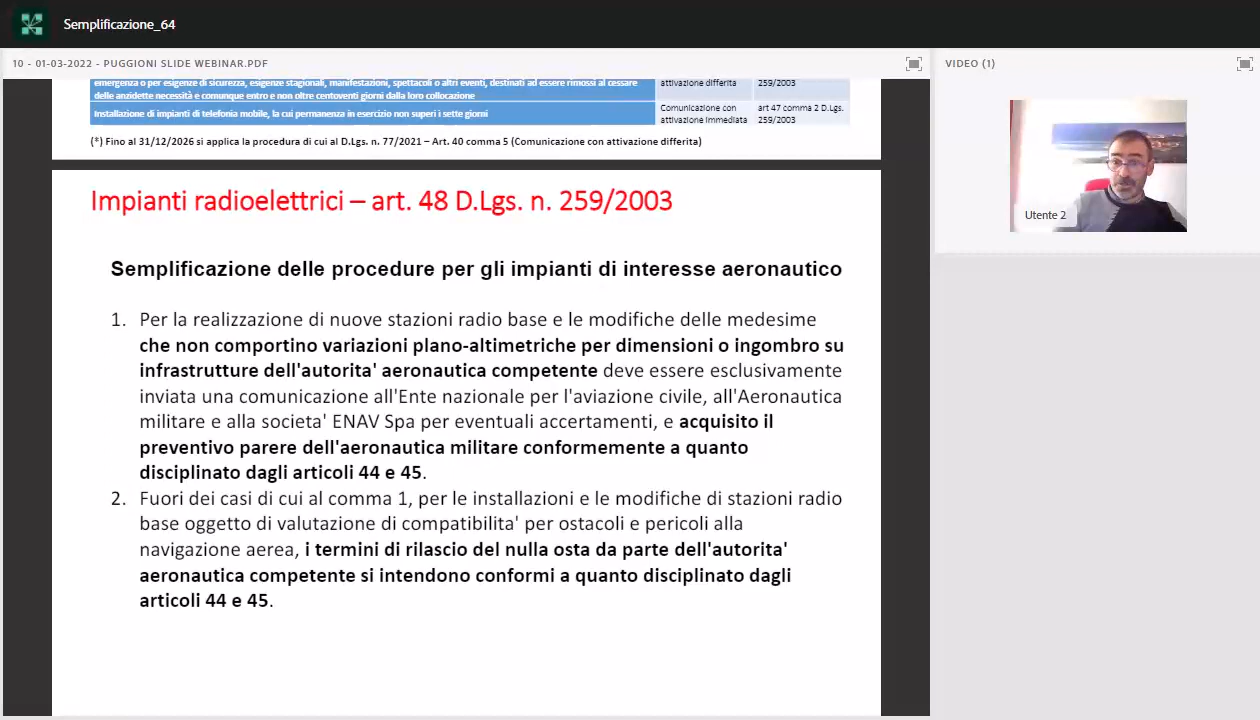 Semplificazione_64
10 - 01-03-2022 - PUGGIONI SLIDE WEBINAR.PDF
VIDEO (1)
emergenza o per esigenze di sicurezza, esigenze stagionali, manifestazioni, spettacoli o altri eventi, destinati ad essere rimossi al cessare
delle anzidette necessità e comunque entro e non oltre centoventi giorni dalla loro collocazione
attivazione differita
259/2003
Installazione di impianti di telefonia mobile, la cui permanenza in esercizio non superi i sette giorni
Comunicazione con
attivazione immediata
art 47 comma 2 D.Lgs.
259/2003
(*) Fino al 31/12/2026 si applica la procedura di cui al D.Lgs. n. 77/2021 – Art. 40 comma 5 (Comunicazione con attivazione differita)
Impianti radioelettrici – art. 48 D.Lgs. n. 259/2003
Semplificazione delle procedure per gli impianti di interesse aeronautico
1. Per la realizzazione di nuove stazioni radio base e le modifiche delle medesime
che non comportino variazioni plano-altimetriche per dimensioni o ingombro su
infrastrutture dell'autorita' aeronautica competente deve essere esclusivamente
inviata una comunicazione all'Ente nazionale per l'aviazione civile, all'Aeronautica
militare e alla societa' ENAV Spa per eventuali accertamenti, e acquisito il
preventivo parere dell'aeronautica militare conformemente a quanto
disciplinato dagli articoli 44 e 45.
2. Fuori dei casi di cui al comma 1, per le installazioni e le modifiche di stazioni radio
base oggetto di valutazione di compatibilita' per ostacoli e pericoli alla
navigazione aerea, i termini di rilascio del nulla osta da parte dell'autorita'
aeronautica competente si intendono conformi a quanto disciplinato dagli
articoli 44 e 45.
Utente 2